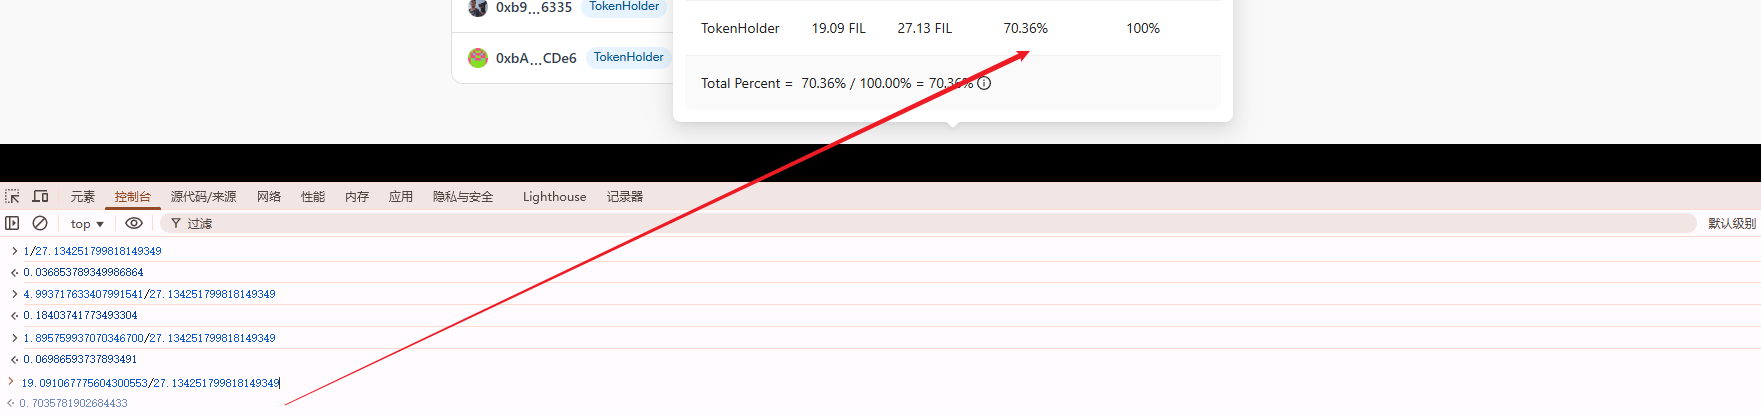 0xb9...6335 TokenHolder
TokenHolder 19.09 FIL 27.13 FIL 70.36% 100%
0xbA...CDe6 TokenHolder
Total Percent = 70.36% / 100.00% = 70.36%
元素 控制台 源代码/来源 网络 性能 内存 应用 隐私与安全 Lighthouse 记录器
top 过滤 默认级别
1/27.134251799818149349
0.036853789349986864
4.993717633407991541/27.134251799818149349
0.18403741773493304
1.895759937070346700/27.134251799818149349
0.06986593737893491
19.091067775604300553/27.134251799818149349
0.7035781902684433